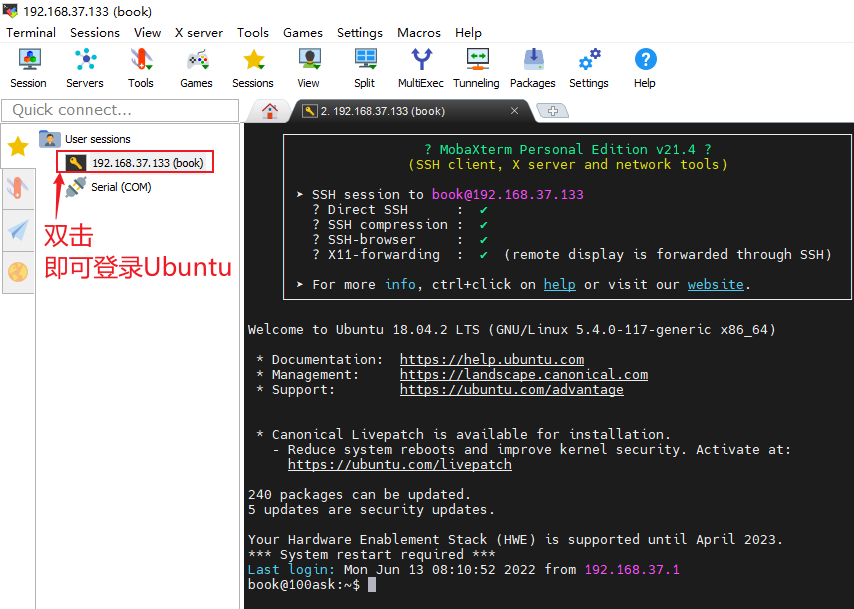 192.168.37.133 (book)
Terminal Sessions View X server Tools Games Settings Macros Help
Session Servers Tools Games Sessions View Split MultiExec Tunneling Packages Settings Help
Quick connect...
2. 192.168.37.133 (book)
User sessions
192.168.37.133 (book)
Serial (COM)
双击
即可登录Ubuntu
? MobaXterm Personal Edition v21.4 ?
(SSH client, X server and network tools)
➤ SSH session to book@192.168.37.133
? Direct SSH : ✔
? SSH compression : ✔
? SSH-browser : ✔
? X11-forwarding : ✔ (remote display is forwarded through SSH)
➤ For more info, ctrl+click on help or visit our website.
Welcome to Ubuntu 18.04.2 LTS (GNU/Linux 5.4.0-117-generic x86_64)
* Documentation: https://help.ubuntu.com
* Management: https://landscape.canonical.com
* Support: https://ubuntu.com/advantage
* Canonical Livepatch is available for installation.
- Reduce system reboots and improve kernel security. Activate at:
https://ubuntu.com/livepatch
240 packages can be updated.
5 updates are security updates.
Your Hardware Enablement Stack (HWE) is supported until April 2023.
*** System restart required ***
Last login: Mon Jun 13 08:10:52 2022 from 192.168.37.1
book@100ask:~$